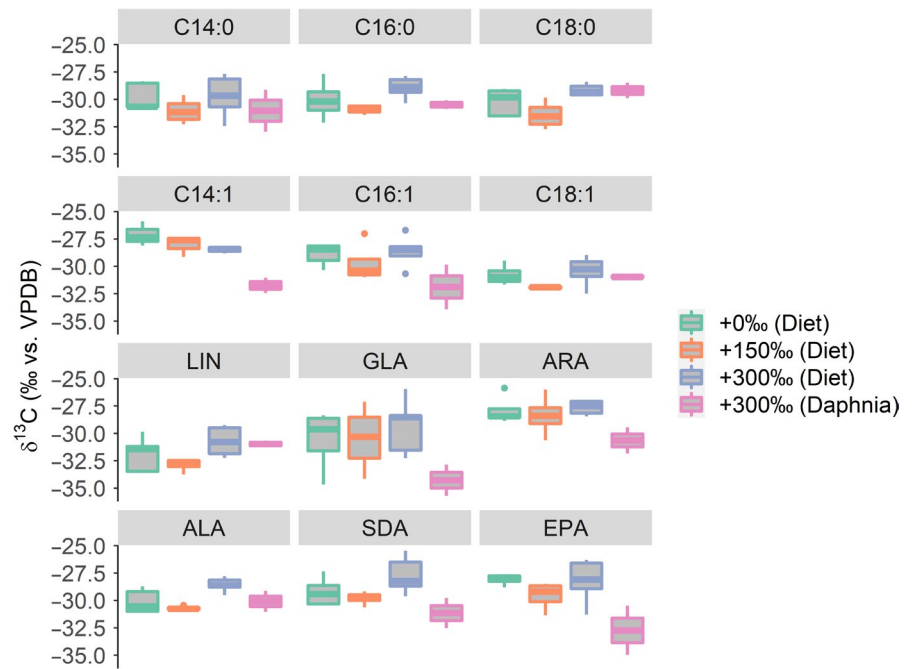 C14:0 C16:0 C18:0
−25.0
−27.5
−30.0
−32.5
−35.0
C14:1 C16:1 C18:1
−25.0
−27.5
−30.0
−32.5
−35.0
LIN GLA ARA
−25.0
−27.5
−30.0
−32.5
−35.0
ALA SDA EPA
−25.0
−27.5
−30.0
−32.5
−35.0
δ¹³C (‰ vs. VPDB)
+0‰ (Diet)
+150‰ (Diet)
+300‰ (Diet)
+300‰ (Daphnia)